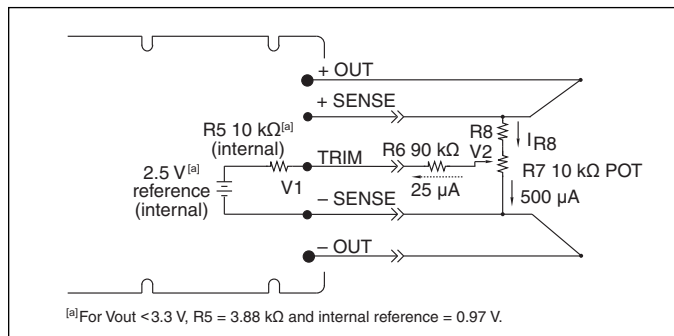 + OUT
+ SENSE
R5 10 kΩ[a]
(internal)
TRIM
R6 90 kΩ
R8
V2
IR8
R7 10 kΩ POT
2.5 V[a]
reference
(internal)
V1
25 µA
500 µA
– SENSE
– OUT
[a]For Vout <3.3 V, R5 = 3.88 kΩ and internal reference = 0.97 V.